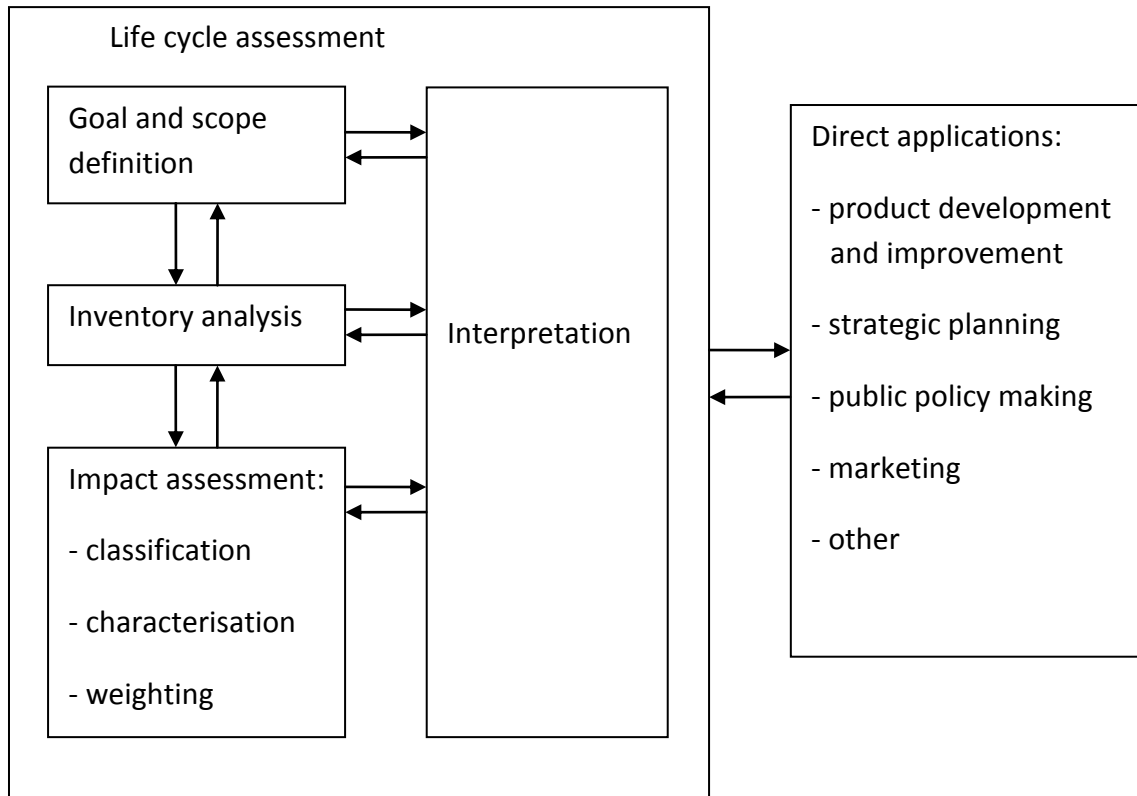 Life cycle assessment
Goal and scope
definition
Inventory analysis
Impact assessment:
- classification
- characterisation
- weighting
Interpretation
Direct applications:
- product development
and improvement
- strategic planning
- public policy making
- marketing
- other